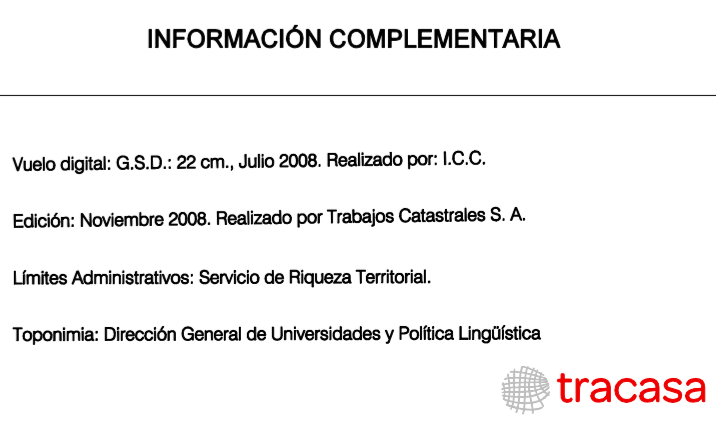 INFORMACIÓN COMPLEMENTARIA
Vuelo digital: G.S.D.: 22 cm., Julio 2008. Realizado por: I.C.C.
Edición: Noviembre 2008. Realizado por Trabajos Catastrales S. A.
Límites Administrativos: Servicio de Riqueza Territorial.
Toponimia: Dirección General de Universidades y Política Lingüística
tracasa